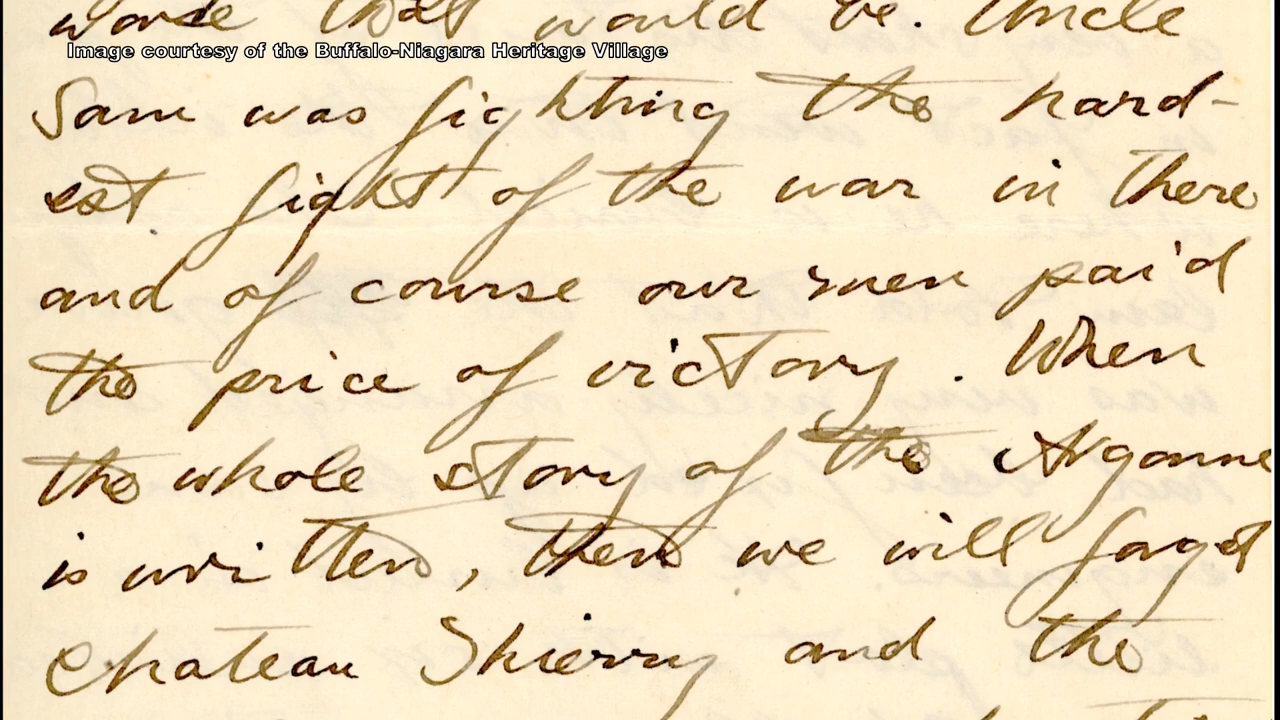 worse that would be. Uncle
Image courtesy of the Buffalo-Niagara Heritage Village
Sam was fighting the hard-
est fight of the war in there
and of course our men paid
the price of victory. When
the whole story of the Argonne
is written, then we will forget
Chateau Thierry and the